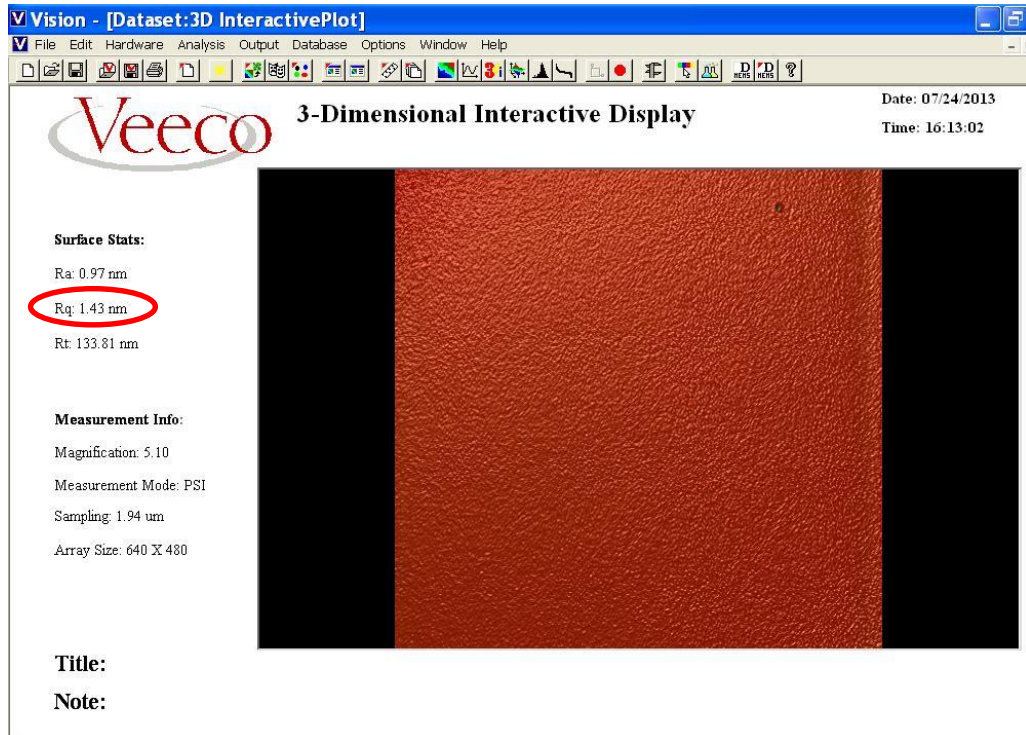 Vision - [Dataset:3D InteractivePlot]
File Edit Hardware Analysis Output Database Options Window Help
Veeco
3-Dimensional Interactive Display
Date: 07/24/2013
Time: 16:13:02
Surface Stats:
Ra: 0.97 nm
Rq: 1.43 nm
Rt: 133.81 nm
Measurement Info:
Magnification: 5.10
Measurement Mode: PSI
Sampling: 1.94 um
Array Size: 640 X 480
Title:
Note: